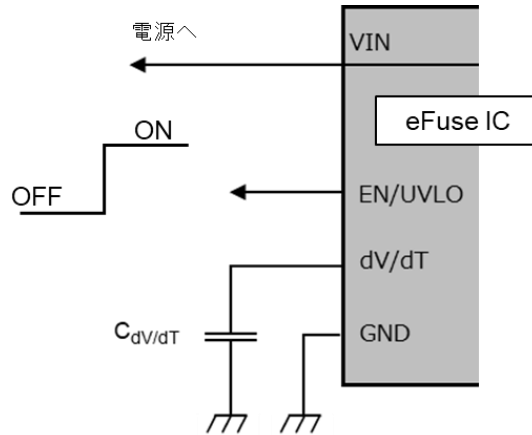 電源へ
VIN
eFuse IC
ON
OFF
EN/UVLO
dV/dT
CdV/dT
GND